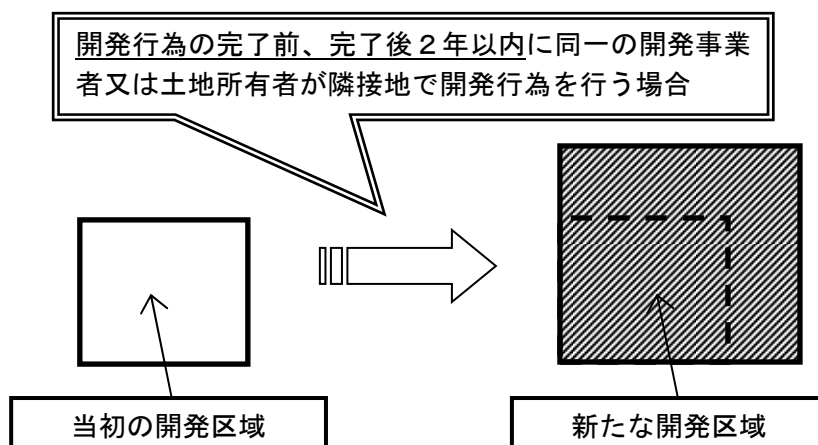 開発行為の完了前、完了後２年以内に同一の開発事業
者又は土地所有者が隣接地で開発行為を行う場合
当初の開発区域
新たな開発区域